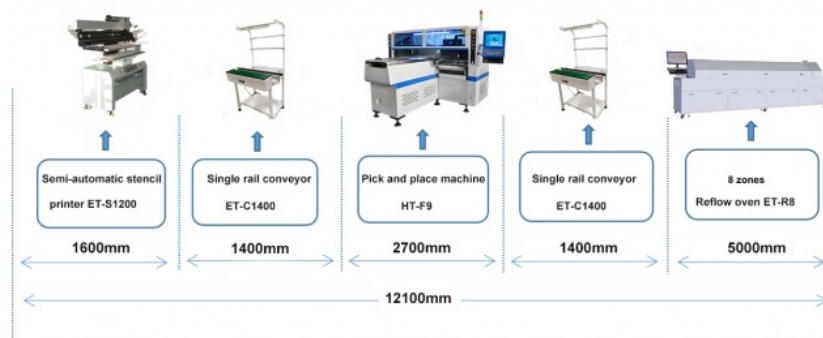 Semi-automatic stencil
printer ET-S1200
Single rail conveyor
ET-C1400
Pick and place machine
HT-F9
Single rail conveyor
ET-C1400
8 zones
Reflow oven ET-R8
1600mm
1400mm
2700mm
1400mm
5000mm
12100mm